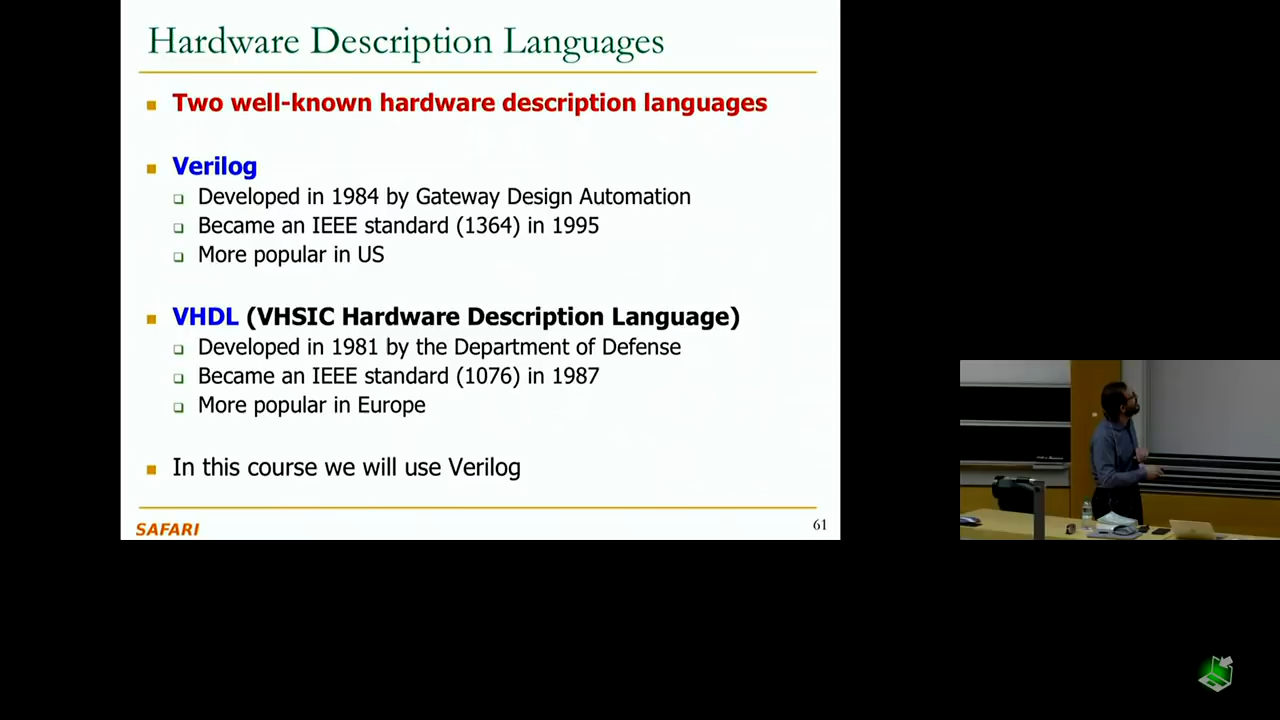 Hardware Description Languages
Two well-known hardware description languages
Verilog
Developed in 1984 by Gateway Design Automation
Became an IEEE standard (1364) in 1995
More popular in US
VHDL (VHSIC Hardware Description Language)
Developed in 1981 by the Department of Defense
Became an IEEE standard (1076) in 1987
More popular in Europe
In this course we will use Verilog
SAFARI
61